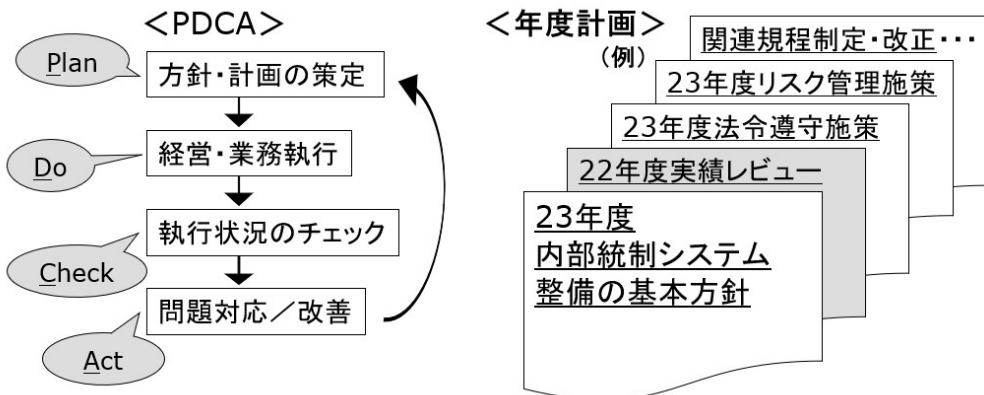 <PDCA>
Plan
方針・計画の策定
Do
経営・業務執行
執行状況のチェック
Check
問題対応／改善
Act
<年度計画>
(例)
関連規程制定・改正・・・
23年度リスク管理施策
23年度法令遵守施策
22年度実績レビュー
23年度
内部統制システム
整備の基本方針